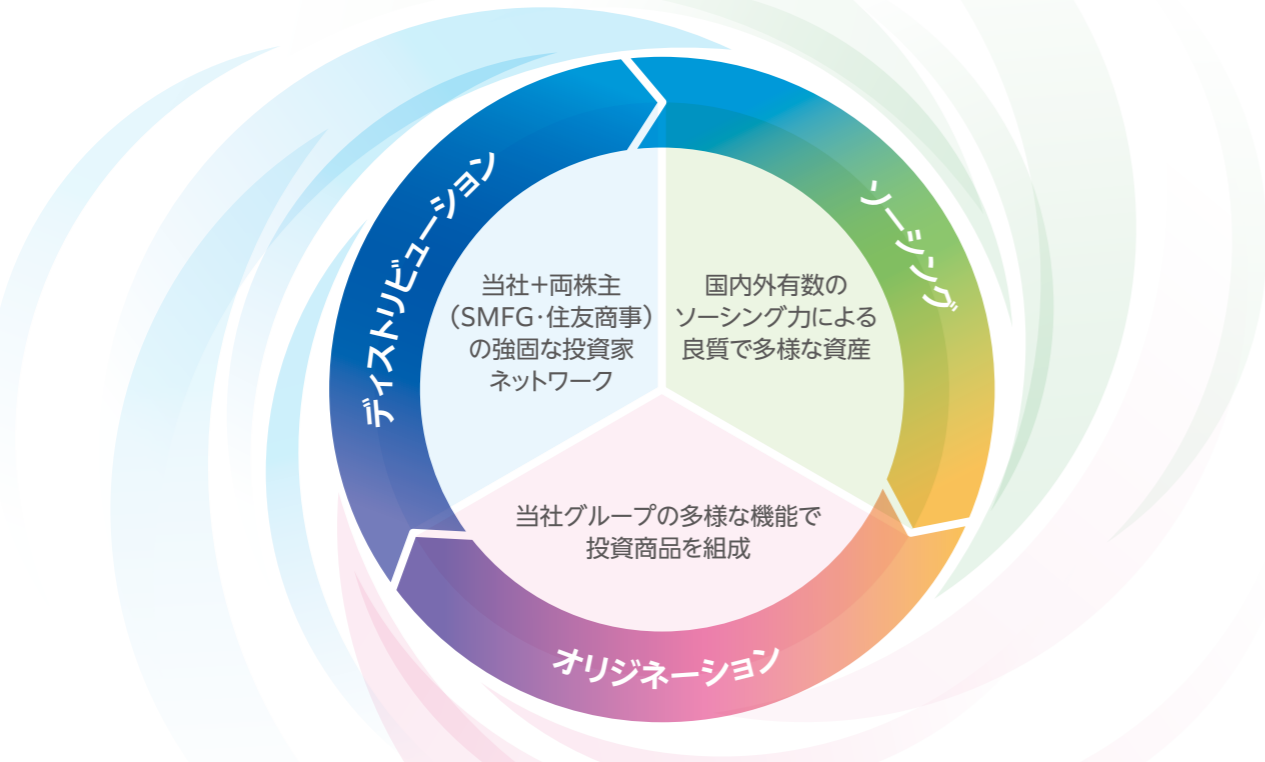 ソーシング
国内外有数の
ソーシング力による
良質で多様な資産
オリジネーション
当社グループの多様な機能で
投資商品を組成
ディストリビューション
当社＋両株主
（SMFG・住友商事）
の強固な投資家
ネットワーク